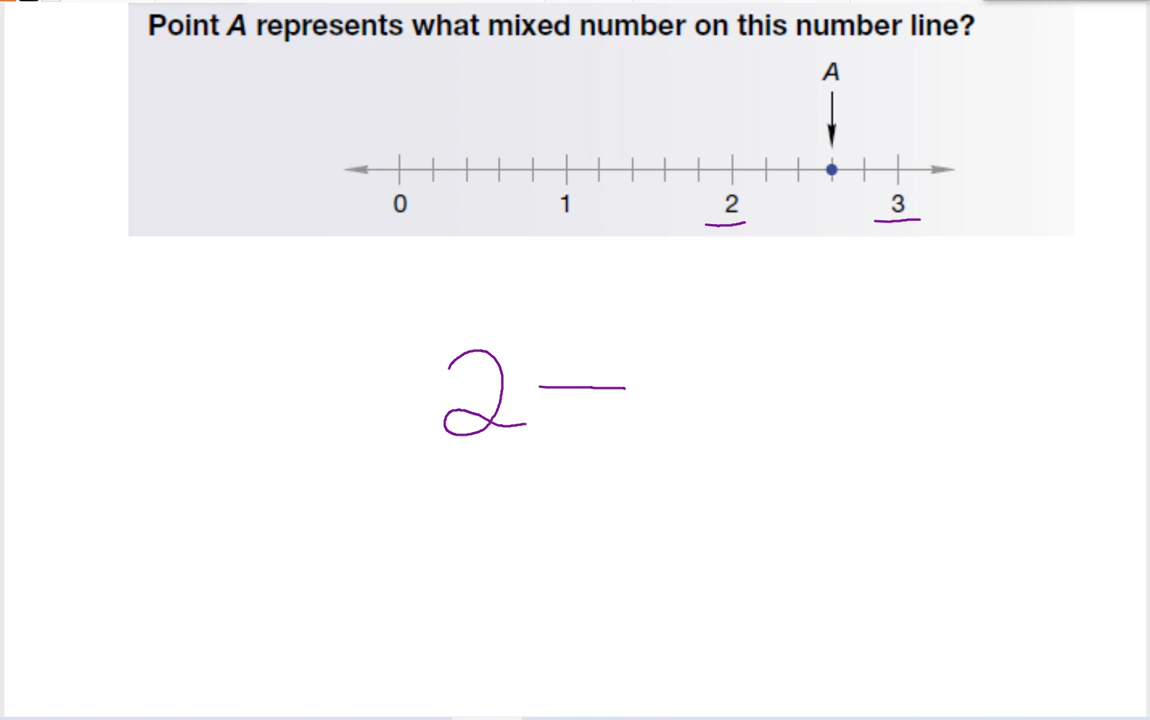 Point A represents what mixed number on this number line?
A
0 1 2 3
2 —